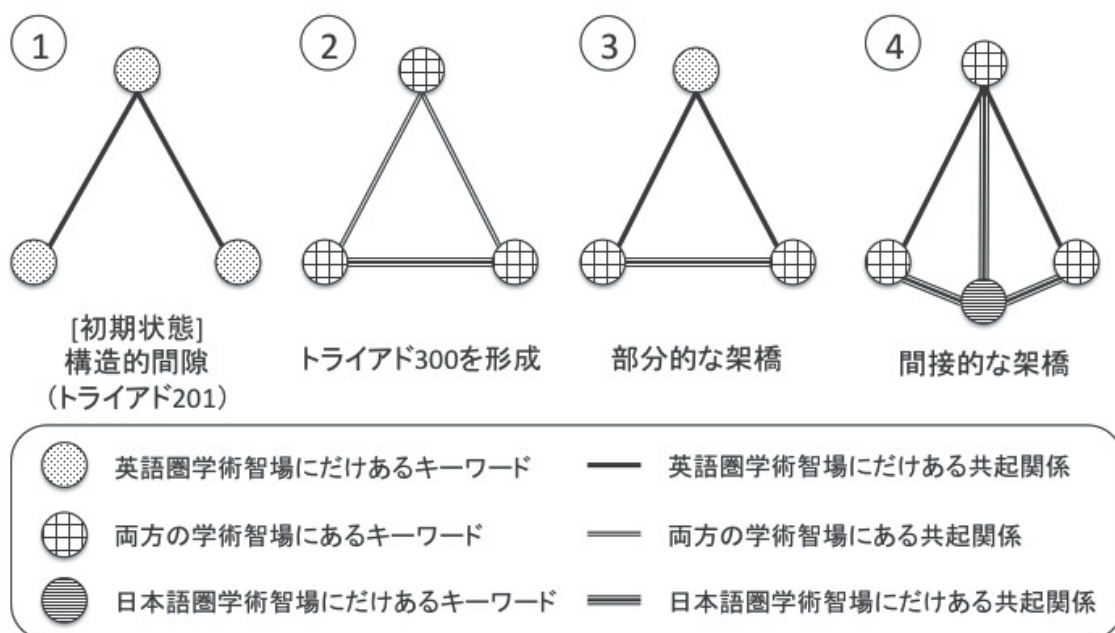 1
2
3
4
[初期状態]
構造的間隙
（トライアド201）
トライアド300を形成
部分的な架橋
間接的な架橋
英語圏学術智場にだけあるキーワード
英語圏学術智場にだけある共起関係
両方の学術智場にあるキーワード
両方の学術智場にある共起関係
日本語圏学術智場にだけあるキーワード
日本語圏学術智場にだけある共起関係